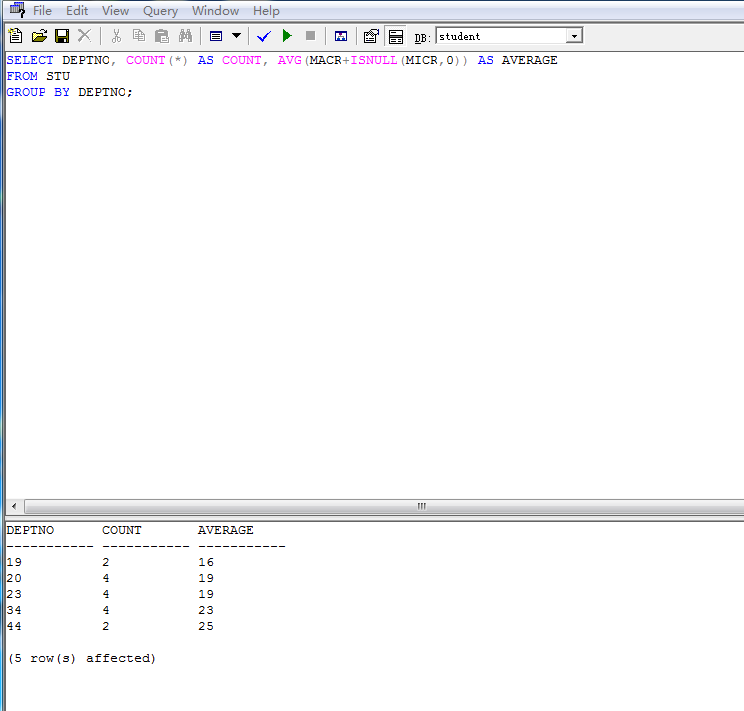 File Edit View Query Window Help
DB: student
SELECT DEPTNO, COUNT(*) AS COUNT, AVG(MACR+ISNULL(MICR,0)) AS AVERAGE
FROM STU
GROUP BY DEPTNO;
DEPTNO COUNT AVERAGE
----------- ----------- -----------
19 2 16
20 4 19
23 4 19
34 4 23
44 2 25
(5 row(s) affected)